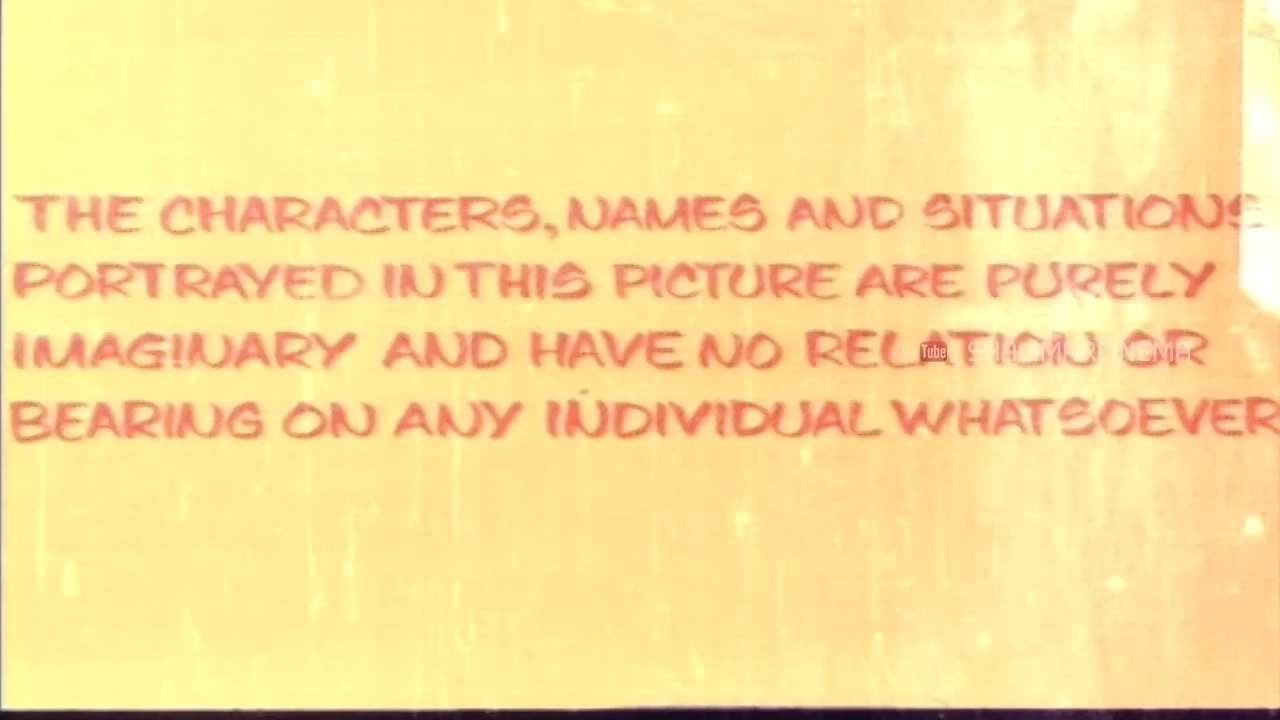 THE CHARACTERS, NAMES AND SITUATIONS
PORTRAYED IN THIS PICTURE ARE PURELY
IMAGINARY AND HAVE NO RELATION OR
BEARING ON ANY INDIVIDUAL WHATSOEVER
YouTube